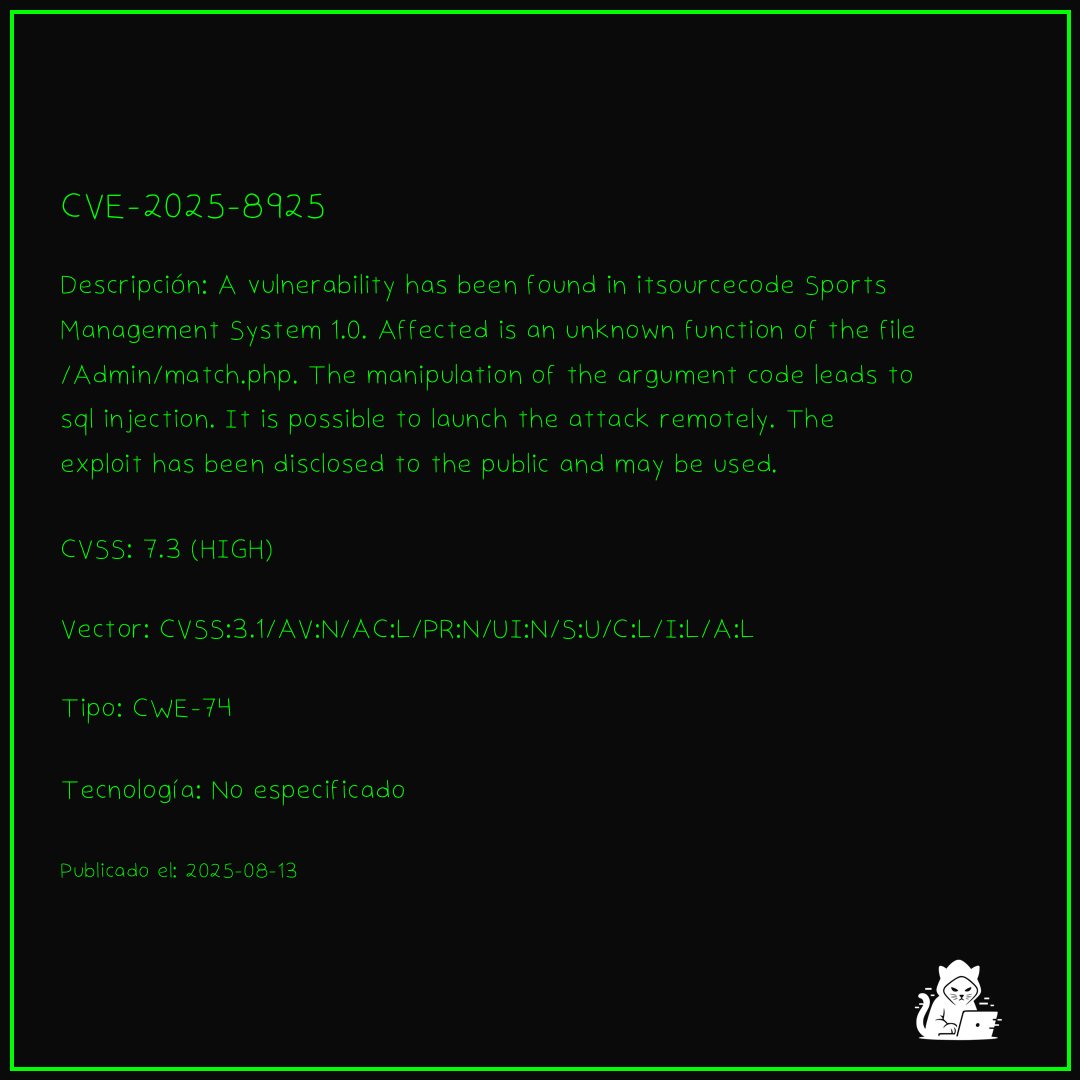 CVE-2025-8925
Descripción: A vulnerability has been found in itsourcecode Sports
Management System 1.0. Affected is an unknown function of the file
/Admin/match.php. The manipulation of the argument code leads to
sql injection. It is possible to launch the attack remotely. The
exploit has been disclosed to the public and may be used.
CVSS: 7.3 (HIGH)
Vector: CVSS:3.1/AV:N/AC:L/PR:N/UI:N/S:U/C:L/I:L/A:L
Tipo: CWE-74
Tecnología: No especificado
Publicado el: 2025-08-13